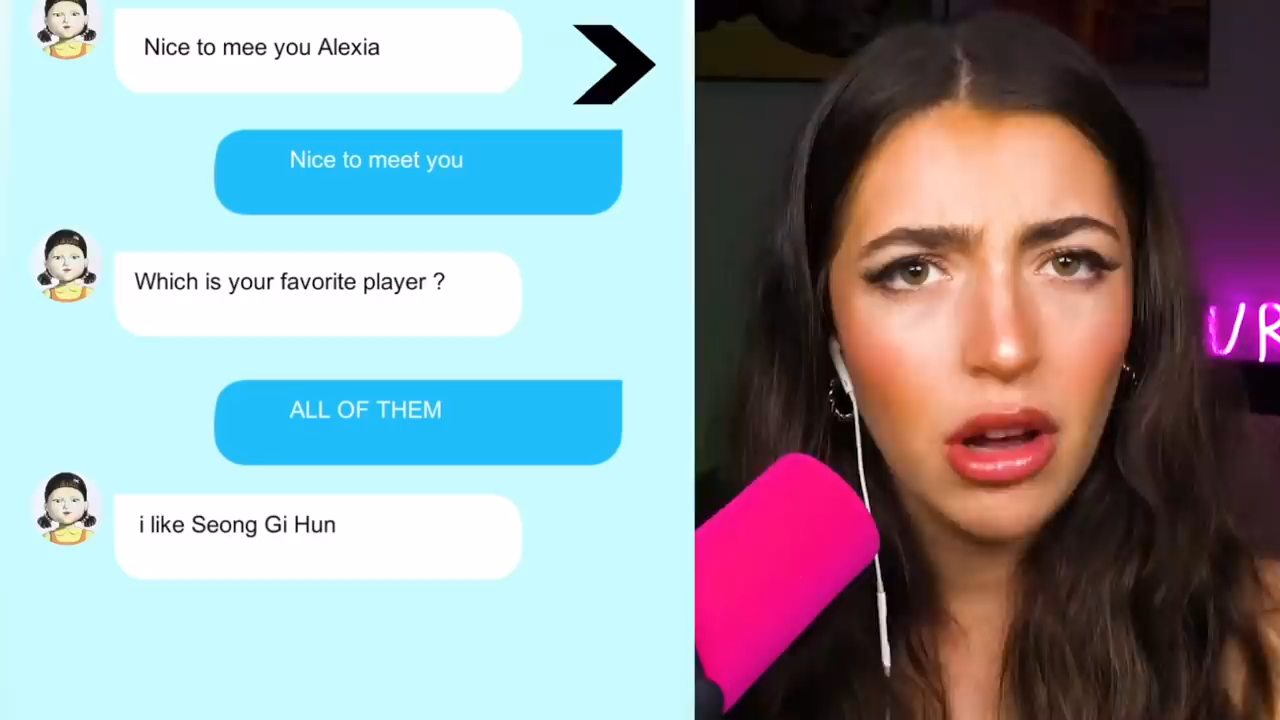 Nice to mee you Alexia
Nice to meet you
Which is your favorite player ?
ALL OF THEM
i like Seong Gi Hun
UR